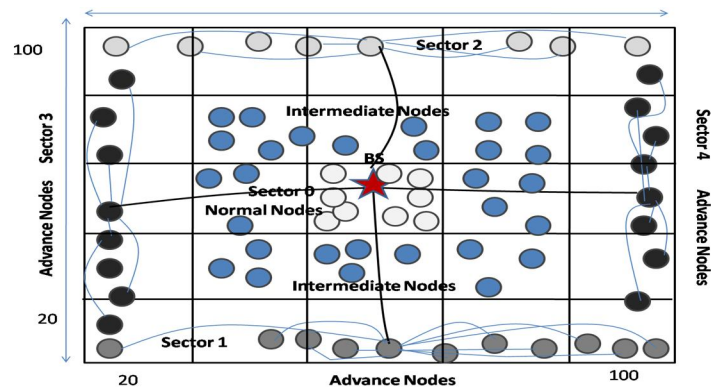 100
Sector 2
Intermediate Nodes
BS
Sector 0
Normal Nodes
Intermediate Nodes
Sector 3
Advance Nodes
Sector 4
Advance Nodes
20
Sector 1
20
Advance Nodes
100